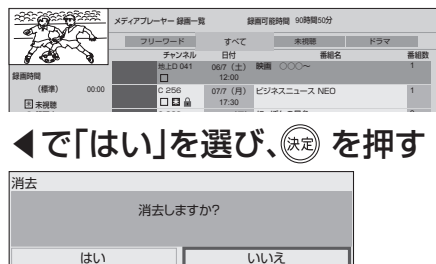 メディアプレーヤー 録画一覧 録画可能時間 90時間50分
フリーワード すべて 未視聴 ドラマ
チャンネル 日付 番組名 番組数
録画時間
(標準) 00:00
未 未視聴
地上D 041 06/7 (土) 映画 ○○○~ 1
12:00
C 256 07/7 (月) ビジネスニュース NEO 1
17:30
◀で「はい」を選び、決定 を押す
消去
消去しますか?
はい いいえ